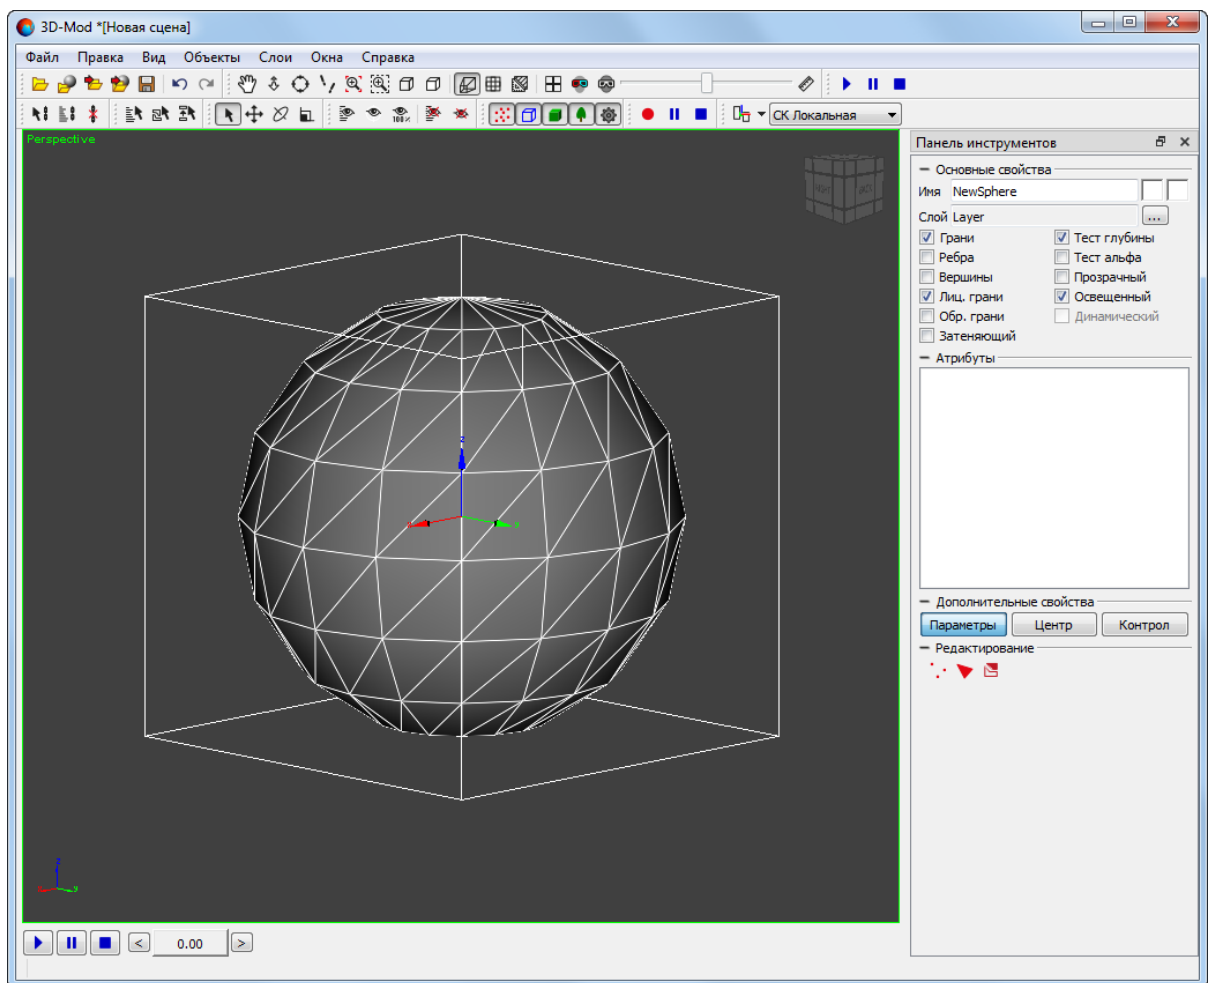 3D-Mod *[Новая сцена]
Файл Правка Вид Объекты Слои Окна Справка
100%
СК Локальная
Perspective
Панель инструментов
Основные свойства
Имя NewSphere
Слой Layer
...
Грани Тест глубины
Ребра Тест альфа
Вершины Прозрачный
Лиц. грани Освещенный
Обр. грани Динамический
Затеняющий
Атрибуты
z
y
Дополнительные свойства
Параметры Центр Контрол
Редактирование
z
y
< 0.00 >